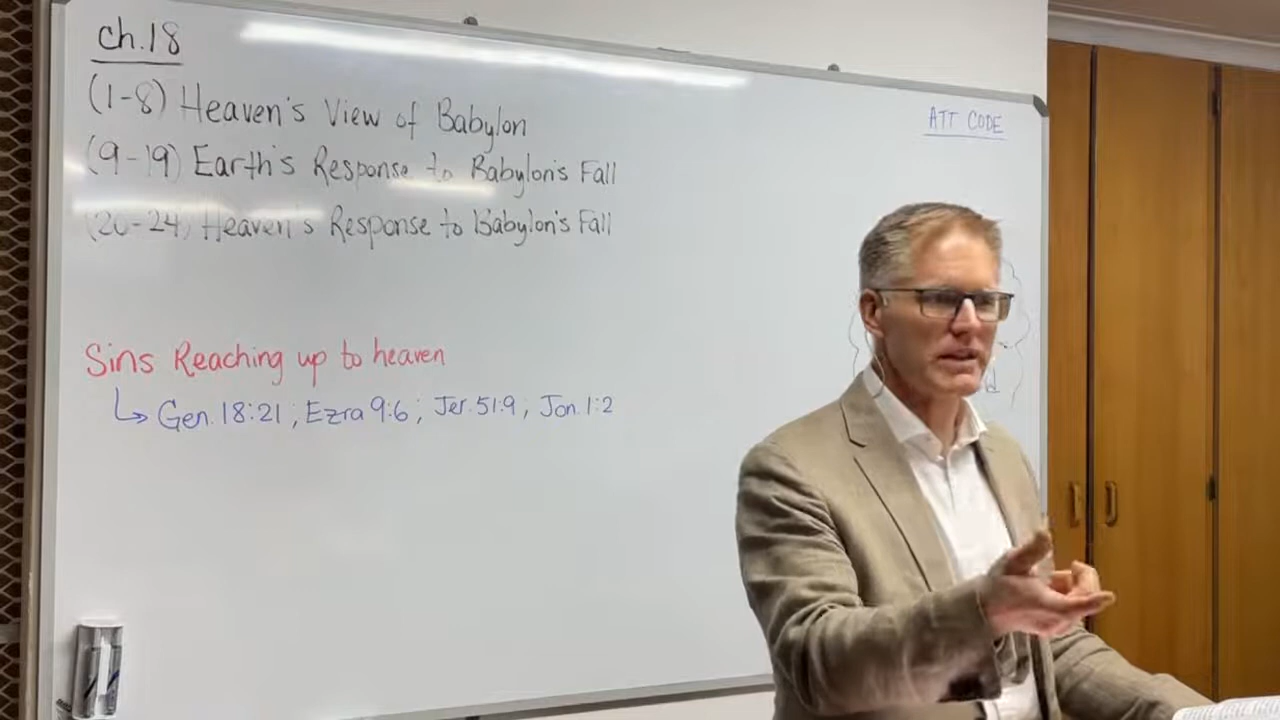 ch.18
(1-8) Heaven's View of Babylon
(9-19) Earth's Response to Babylon's Fall
(20-24) Heaven's Response to Babylon's Fall
ATT CODE
Sins Reaching up to heaven
↳ Gen. 18:21 ; Ezra 9:6 ; Jer. 51:9 , Jon. 1:2